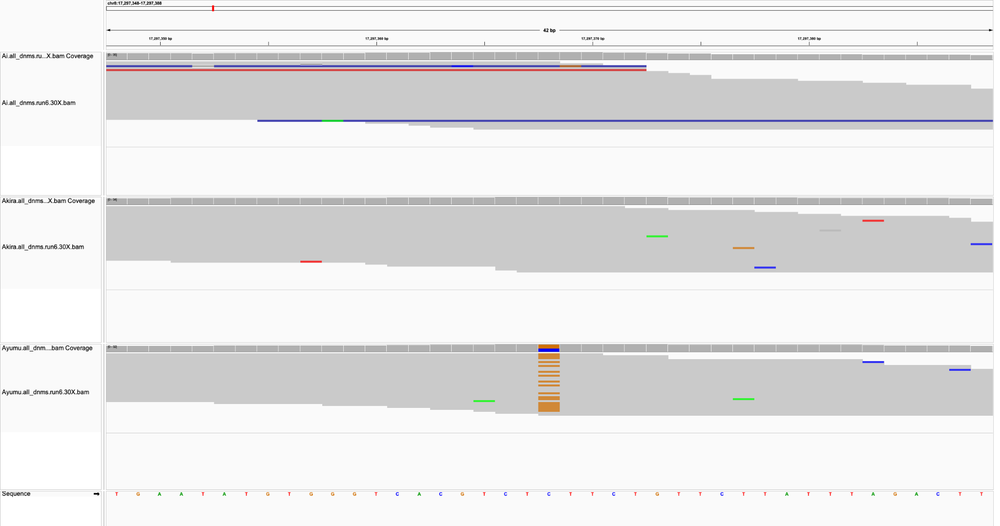 chr8:17,297,348-17,297,388
42 bp
17,297,350 bp 17,297,360 bp 17,297,370 bp 17,297,380 bp
Ai.all_dnms.ru...X.bam Coverage
[0 - 35]
Ai.all_dnms.run6.30X.bam
Akira.all_dnms...X.bam Coverage
[0 - 34]
Akira.all_dnms.run6.30X.bam
Ayumu.all_dnm....bam Coverage
[0 - 32]
Ayumu.all_dnms.run6.30X.bam
Sequence
T G A A T A T G T G G G T C A C G T C T C T T C T G T T C T T A T T T A G A C T T